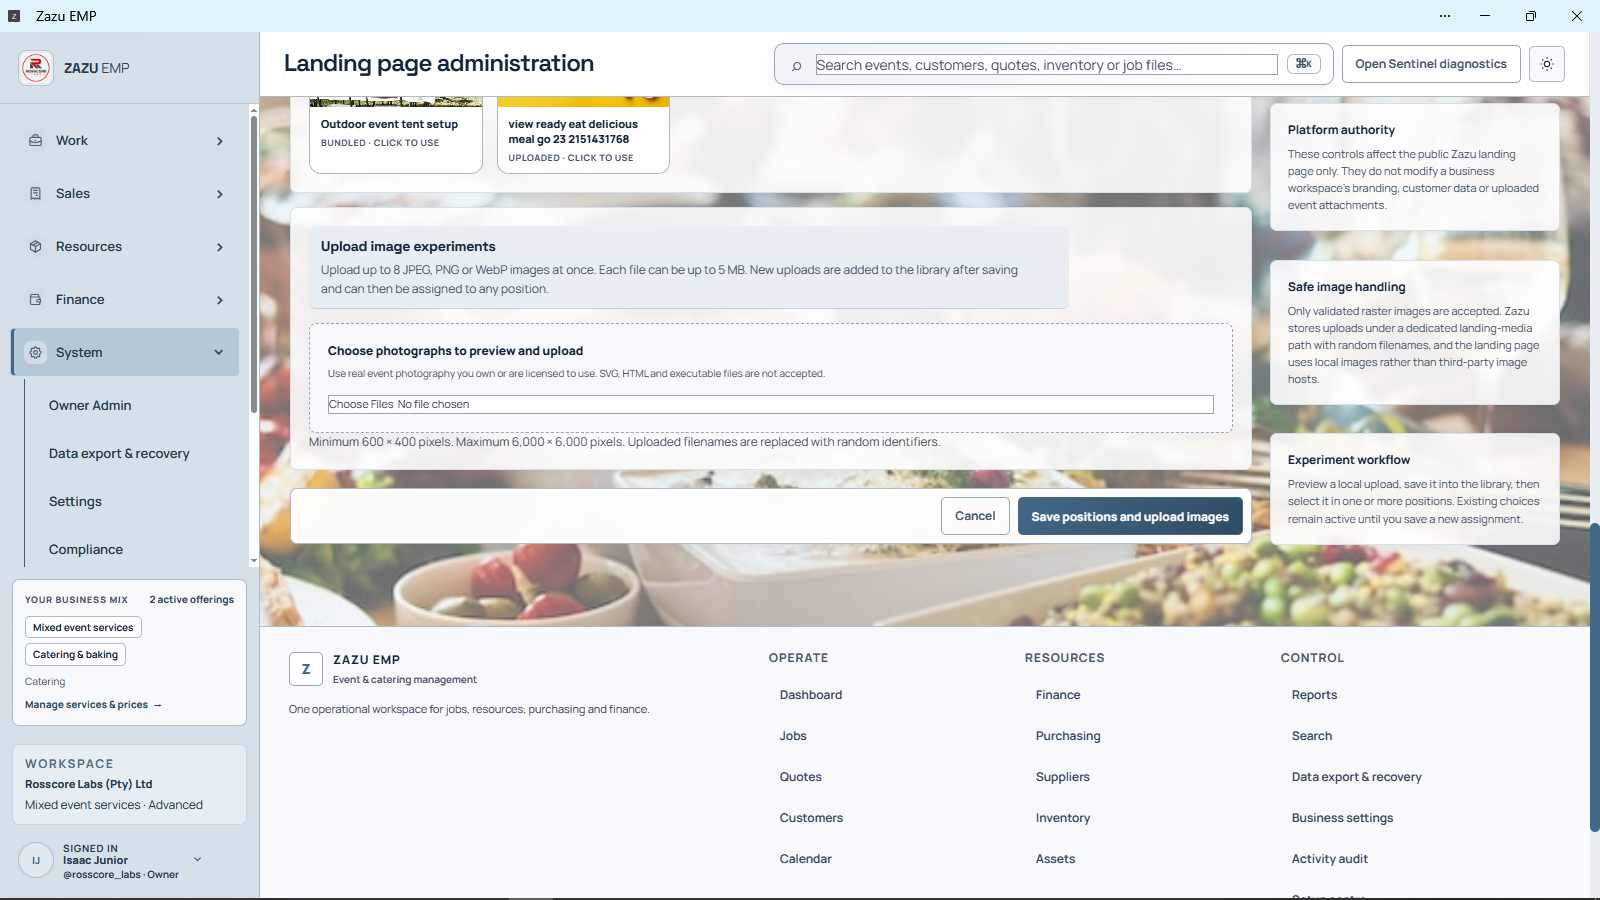 Zazu EMP
ZAZU EMP
Landing page administration
Search events, customers, quotes, inventory or job files...
⌘K
Open Sentinel diagnostics
Work
Sales
Resources
Finance
System
Owner Admin
Data export & recovery
Settings
Compliance
YOUR BUSINESS MIX
2 active offerings
Mixed event services
Catering & baking
Catering
Manage services & prices →
WORKSPACE
Rosscore Labs (Pty) Ltd
Mixed event services · Advanced
IJ
SIGNED IN
Isaac Junior
@rosscore_labs · Owner
Outdoor event tent setup
BUNDLED · CLICK TO USE
view ready eat delicious
meal go 23 2151431768
UPLOADED · CLICK TO USE
Upload image experiments
Upload up to 8 JPEG, PNG or WebP images at once. Each file can be up to 5 MB. New uploads are added to the library after saving
and can then be assigned to any position.
Choose photographs to preview and upload
Use real event photography you own or are licensed to use. SVG, HTML and executable files are not accepted.
Choose Files No file chosen
Minimum 600 × 400 pixels. Maximum 6,000 × 6,000 pixels. Uploaded filenames are replaced with random identifiers.
Cancel
Save positions and upload images
Platform authority
These controls affect the public Zazu landing
page only. They do not modify a business
workspace's branding, customer data or uploaded
event attachments.
Safe image handling
Only validated raster images are accepted. Zazu
stores uploads under a dedicated landing-media
path with random filenames, and the landing page
uses local images rather than third-party image
hosts.
Experiment workflow
Preview a local upload, save it into the library, then
select it in one or more positions. Existing choices
remain active until you save a new assignment.
Z
ZAZU EMP
Event & catering management
One operational workspace for jobs, resources, purchasing and finance.
OPERATE
Dashboard
Jobs
Quotes
Customers
Calendar
RESOURCES
Finance
Purchasing
Suppliers
Inventory
Assets
CONTROL
Reports
Search
Data export & recovery
Business settings
Activity audit